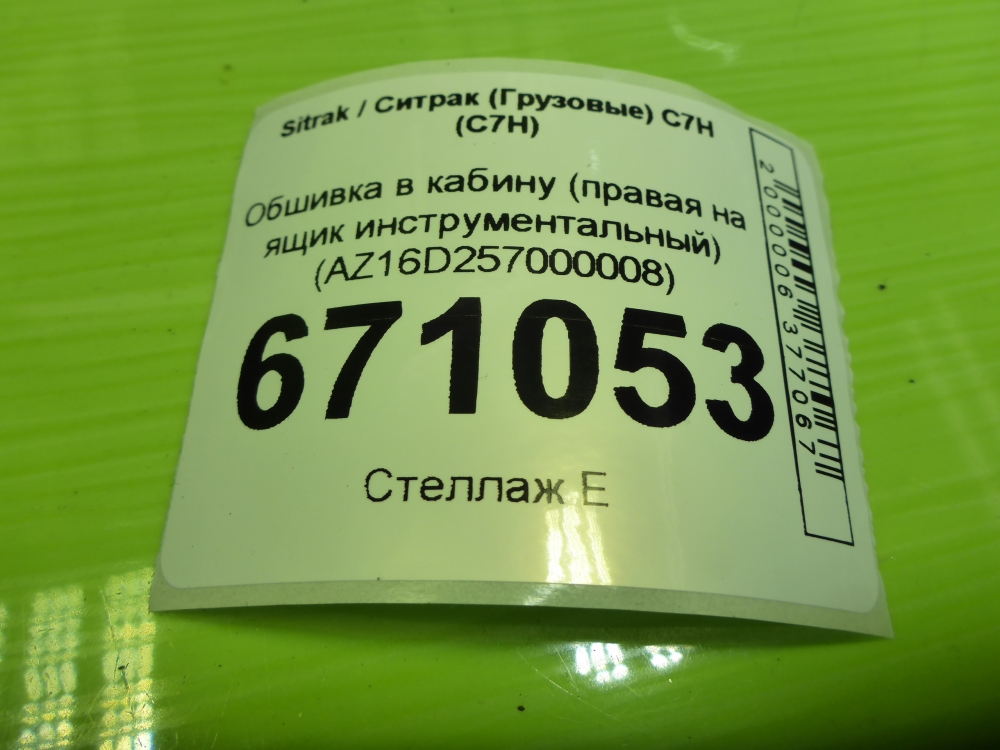 Sitrak / Ситрак (Грузовые) C7H
(C7H)
Обшивка в кабину (правая на
ящик инструментальный)
(AZ16D257000008)
671053
Стеллаж E
2000006377067